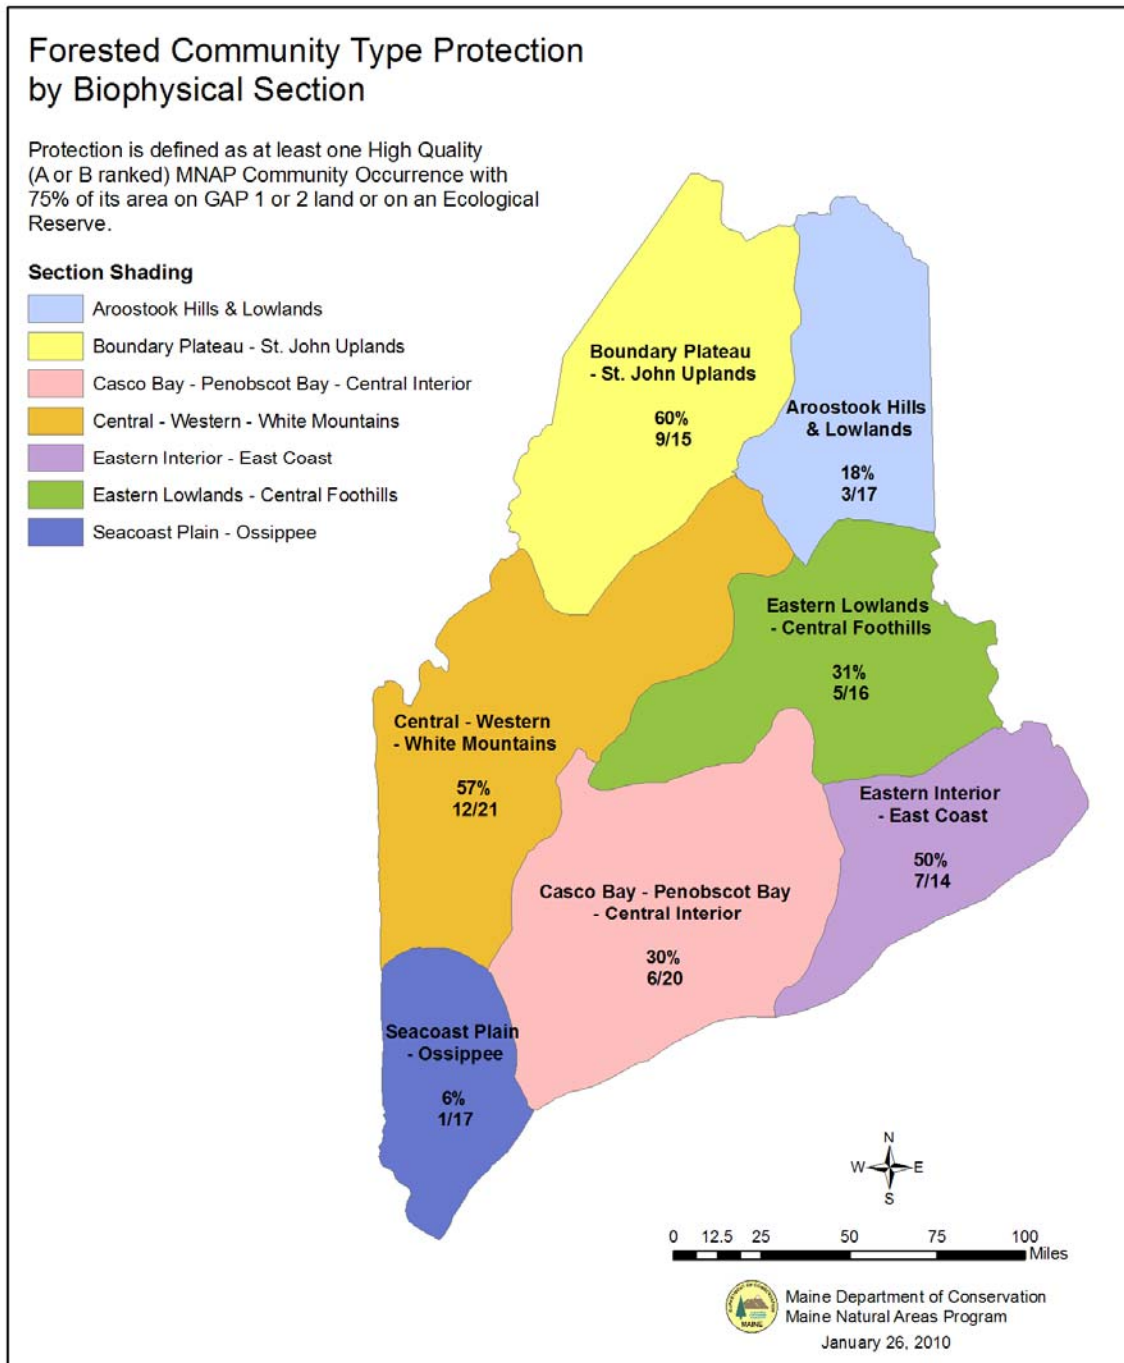 Forested Community Type Protection
by Biophysical Section
Protection is defined as at least one High Quality
(A or B ranked) MNAP Community Occurrence with
75% of its area on GAP 1 or 2 land or on an Ecological
Reserve.
Section Shading
Aroostook Hills & Lowlands
Boundary Plateau - St. John Uplands
Casco Bay - Penobscot Bay - Central Interior
Central - Western - White Mountains
Eastern Interior - East Coast
Eastern Lowlands - Central Foothills
Seacoast Plain - Ossippee
Boundary Plateau
- St. John Uplands
60%
9/15
Aroostook Hills
& Lowlands
18%
3/17
Eastern Lowlands
- Central Foothills
31%
5/16
Central - Western
- White Mountains
57%
12/21
Eastern Interior
- East Coast
50%
7/14
Casco Bay - Penobscot Bay
- Central Interior
30%
6/20
Seacoast Plain
- Ossippee
6%
1/17
N
W E
S
0 12.5 25 50 75 100
Miles
MAINE
Maine Department of Conservation
Maine Natural Areas Program
January 26, 2010